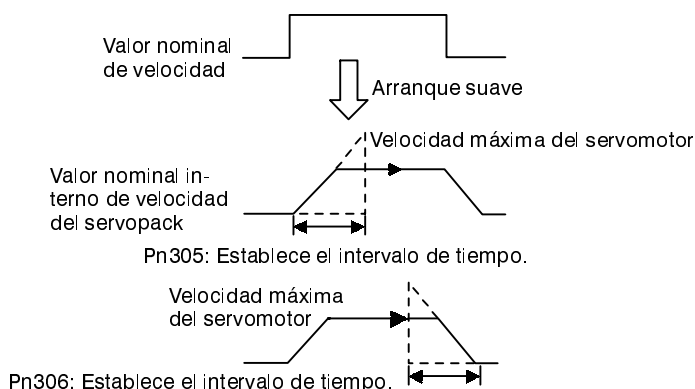 Valor nominal
de velocidad
Arranque suave
Velocidad máxima del servomotor
Valor nominal in-
terno de velocidad
del servopack
Pn305: Establece el intervalo de tiempo.
Velocidad máxima
del servomotor
Pn306: Establece el intervalo de tiempo.